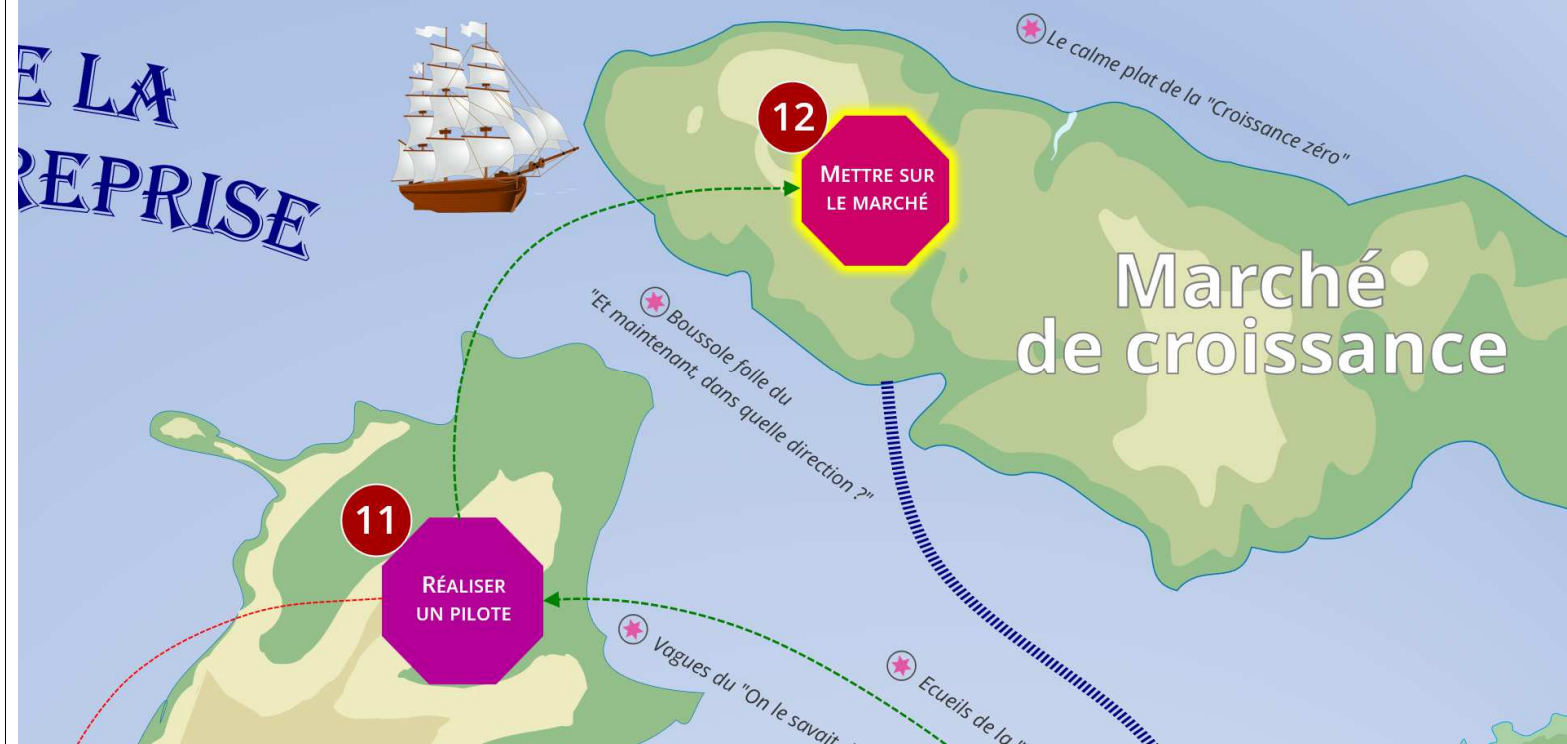 E LA
REPRISE
Le calme plat de la "Croissance zéro"
12
METTRE SUR
LE MARCHÉ
Marché
de croissance
Boussole folle du
"Et maintenant, dans quelle direction ?"
11
RÉALISER
UN PILOTE
Vagues du "On le savait
Ecueils de la "